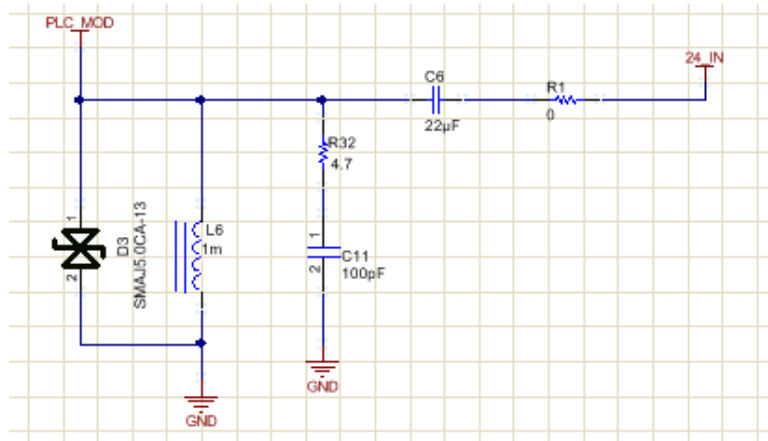 PLC_MOD
24_IN
C6
22µF
R1
0
R32
4.7
1
2
D3
SMAJ5.0CA-13
L6
1m
1
2
C11
100pF
GND
GND